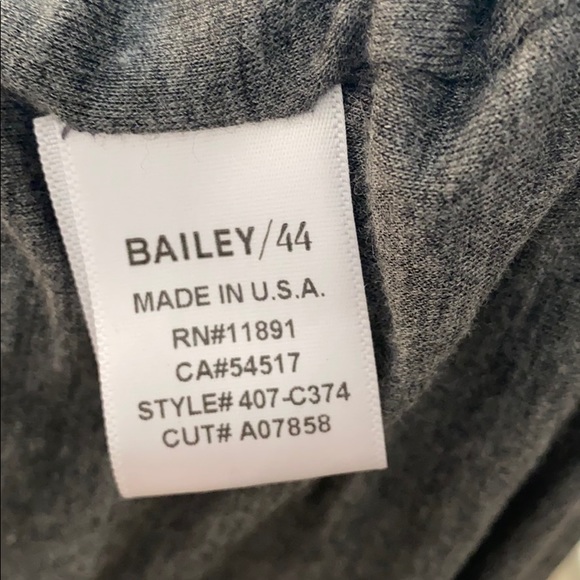 BAILEY/44
MADE IN U.S.A.
RN#11891
CA#54517
STYLE# 407-C374
CUT# A07858